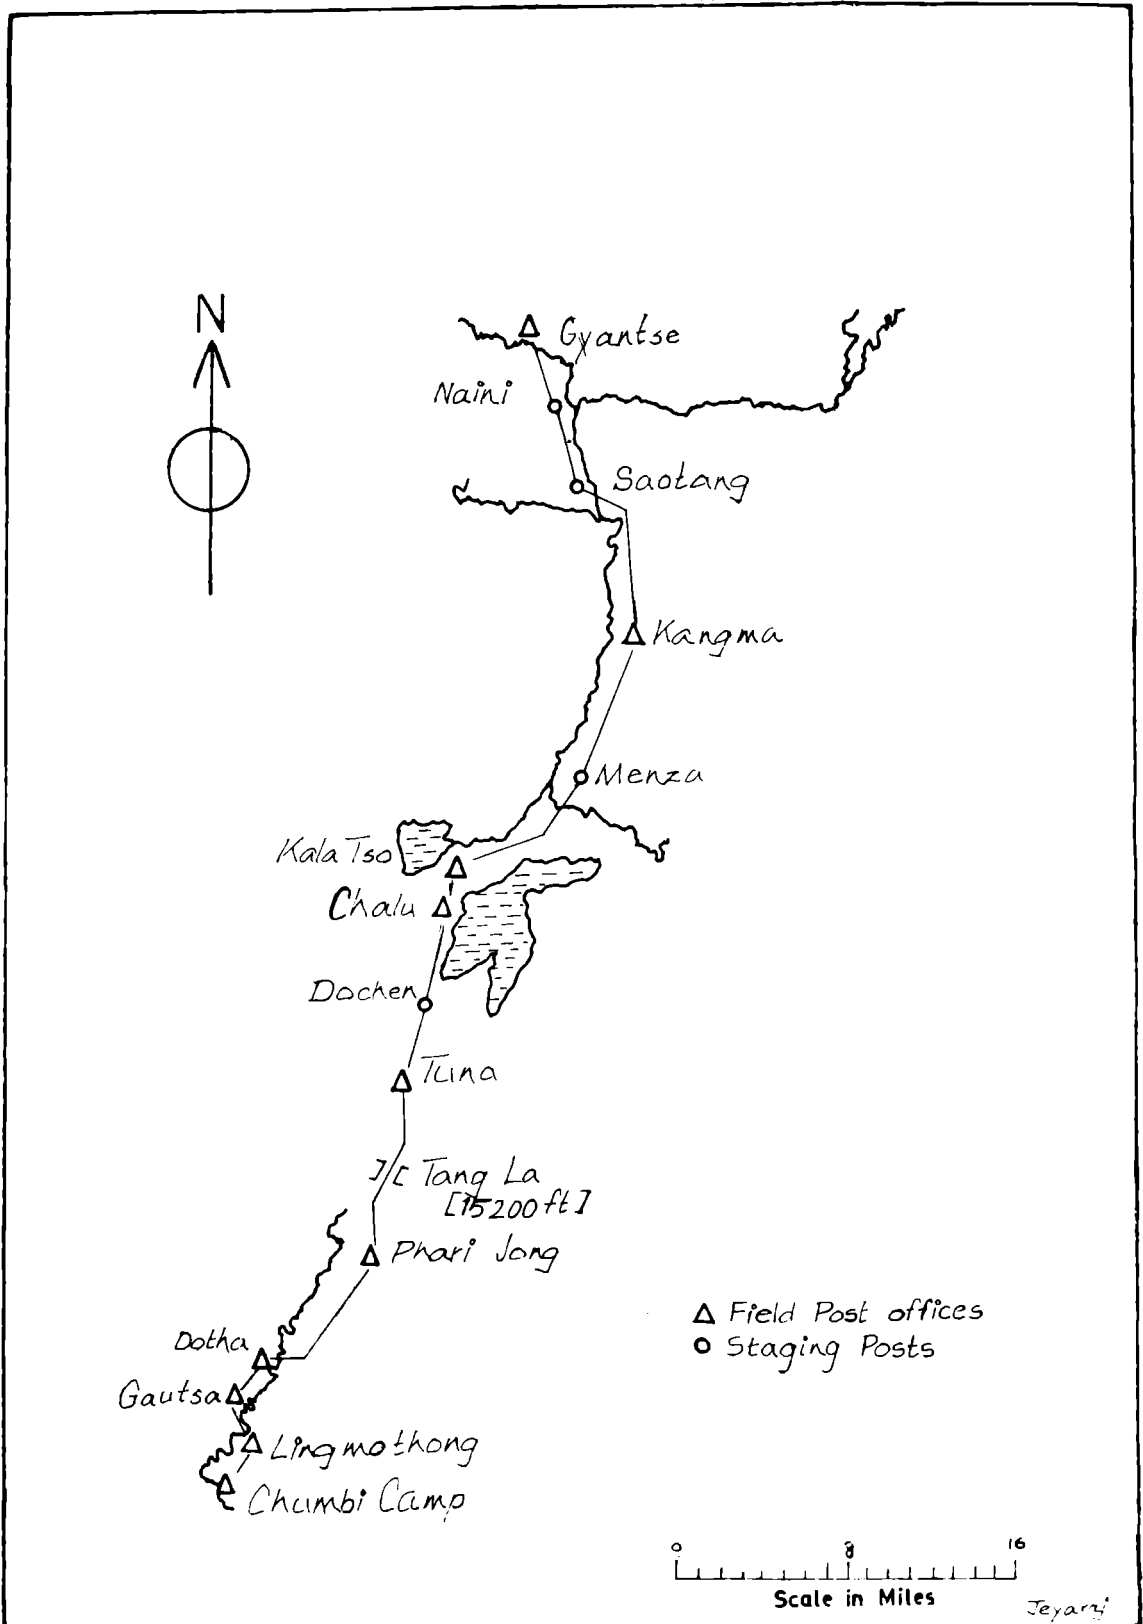 N
Gyantse
Naini
Saotang
Kangma
Menza
Kala Tso
Chalu
Dochen
Tuna
][ Tang La
[15200 ft]
Phari Jong
Dotha
Gautsa
Lingmothong
Chumbi Camp
Field Post offices
Staging Posts
0 8 16
Scale in Miles